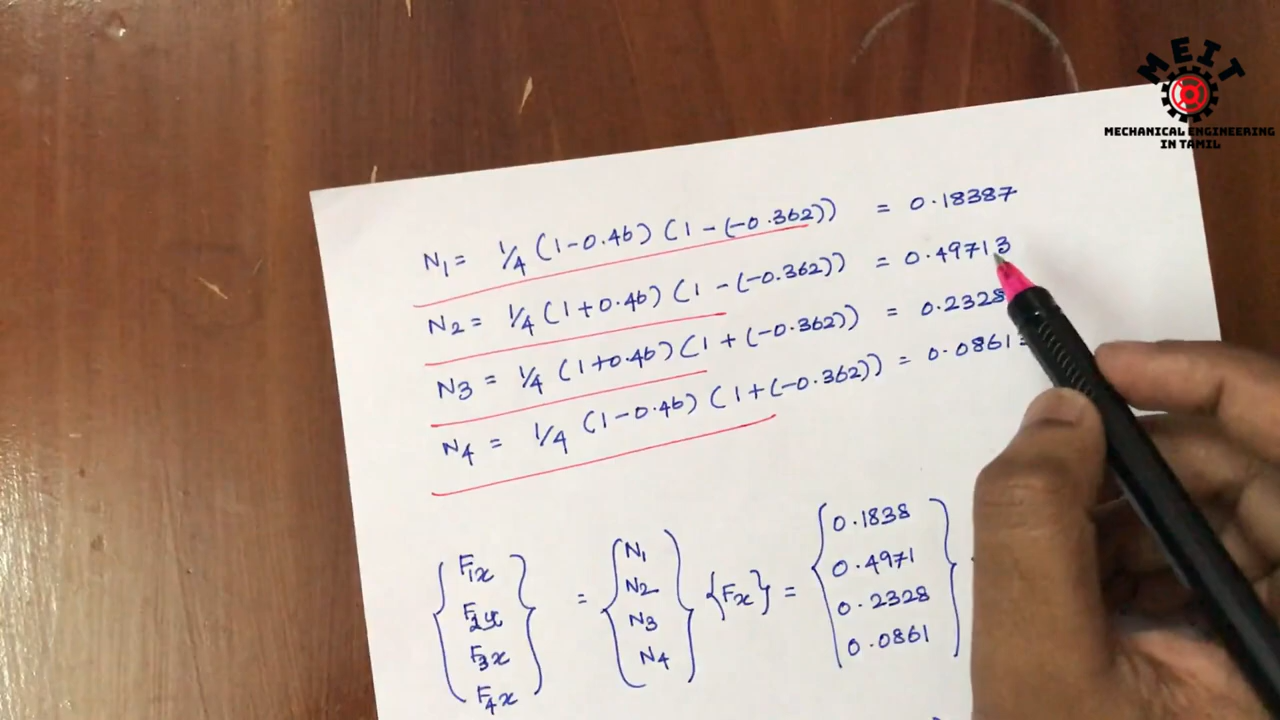 MEIT
MECHANICAL ENGINEERING
IN TAMIL
N1 = 1/4 (1-0.46) (1-(-0.362)) = 0.18387
N2 = 1/4 (1+0.46) (1-(-0.362)) = 0.49713
N3 = 1/4 (1+0.46) (1+(-0.362)) = 0.2328
N4 = 1/4 (1-0.46) (1+(-0.362)) = 0.0861
{F1x F2x F3x F4x} = {N1 N2 N3 N4} {Fx} = {0.1838 0.4971 0.2328 0.0861}